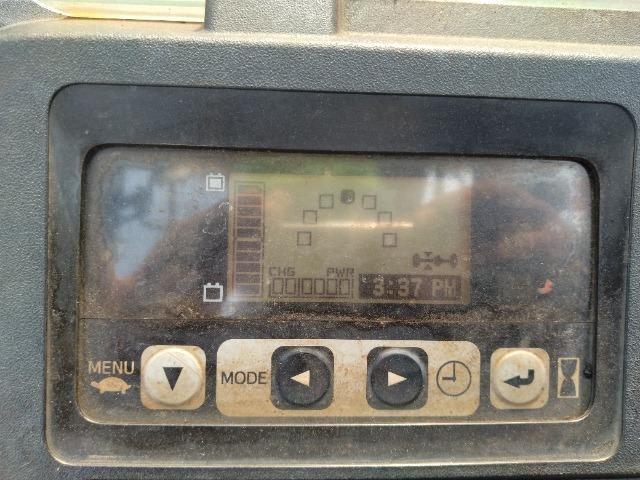 CHG PWR
3:37 PM
MENU
MODE